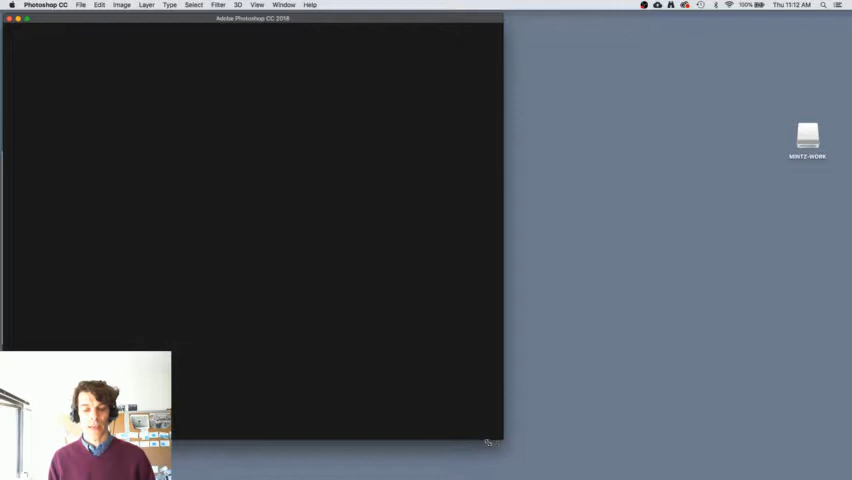 Photoshop CC File Edit Image Layer Type Select Filter 3D View Window Help 100% Thu 11:12 AM
Adobe Photoshop CC 2018
MINTZ-WORK